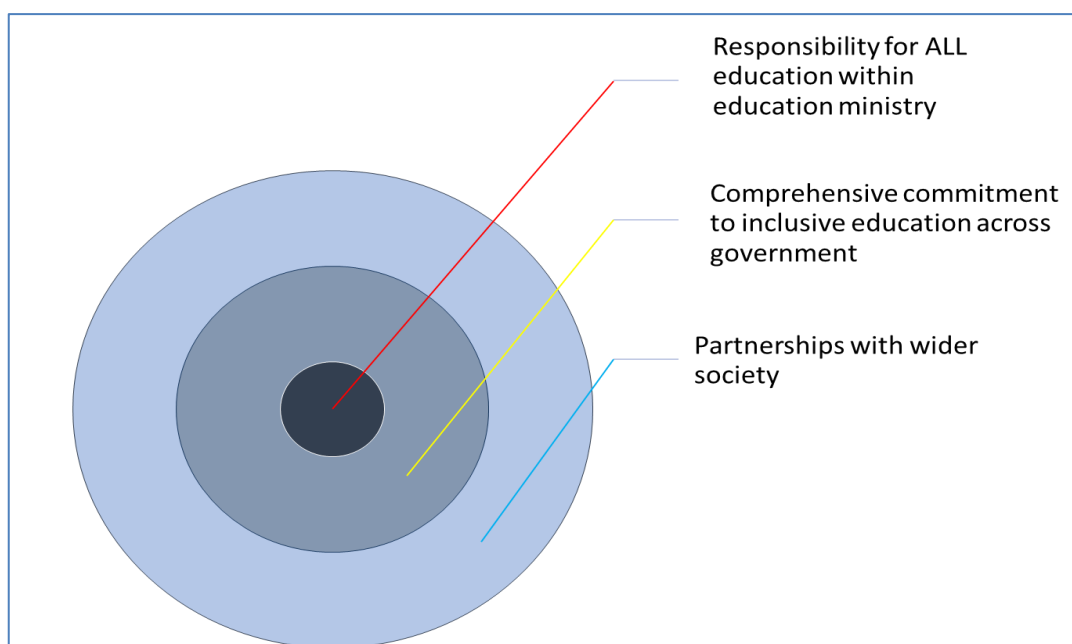 Responsibility for ALL
education within
education ministry
Comprehensive commitment
to inclusive education across
government
Partnerships with wider
society